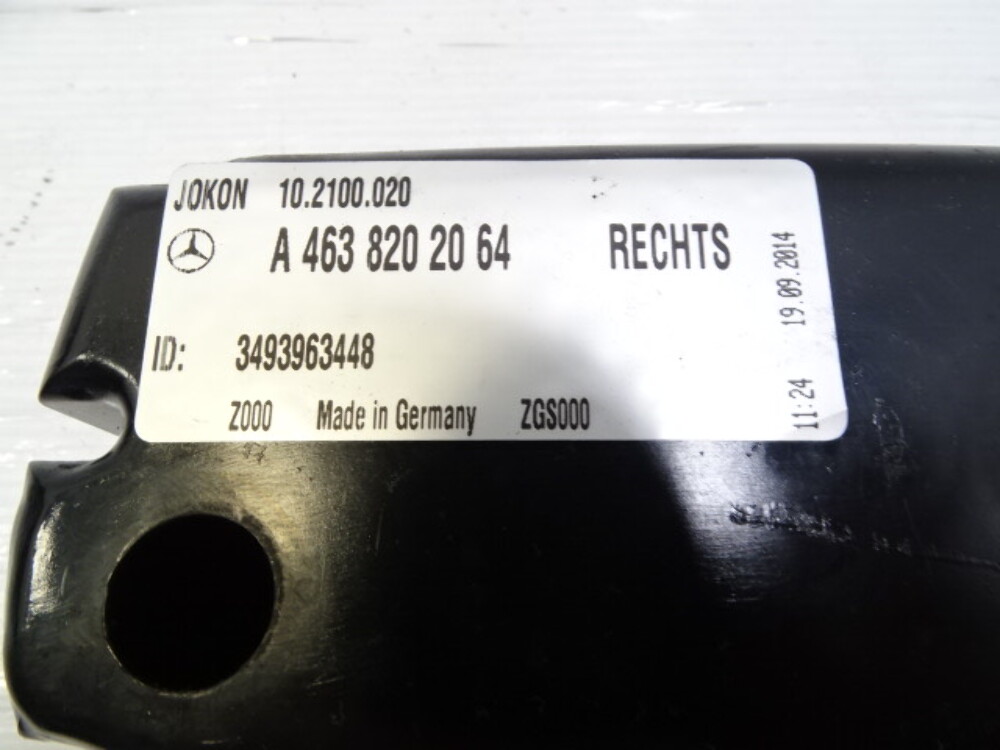 JOKON 10.2100.020
A 463 820 20 64 RECHTS
ID: 3493963448
Z000 Made in Germany ZGS000
11:24 19.09.2014